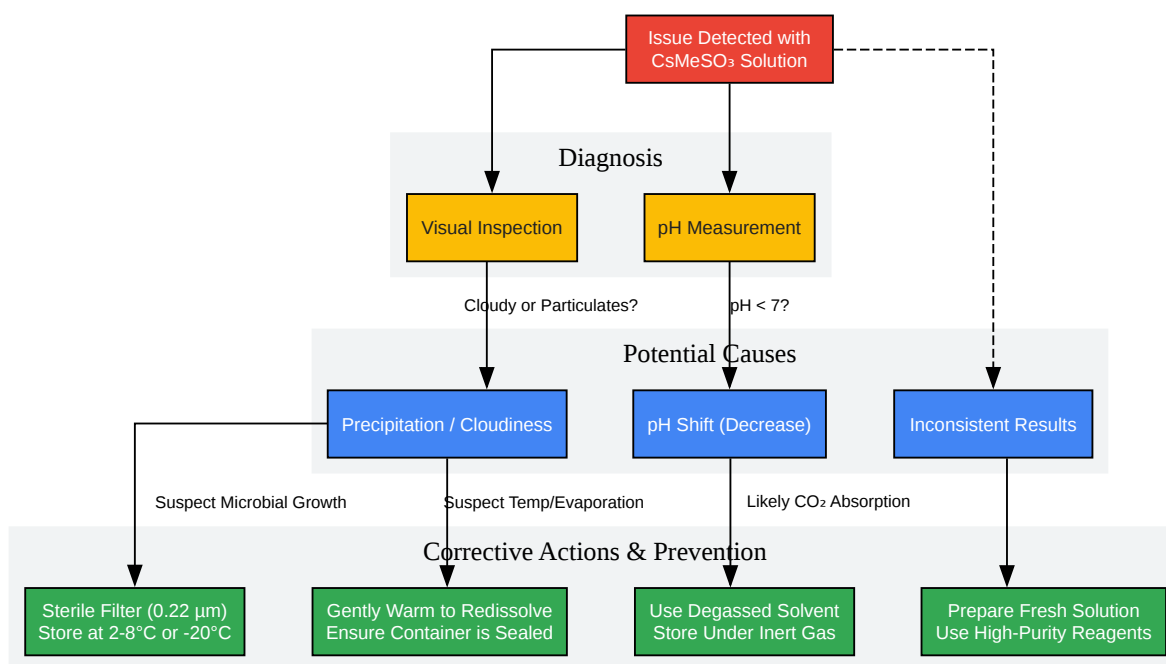 Issue Detected with
CsMeSO₃ Solution
Diagnosis
Visual Inspection
pH Measurement
Cloudy or Particulates?
pH < 7?
Potential Causes
Precipitation / Cloudiness
pH Shift (Decrease)
Inconsistent Results
Suspect Microbial Growth
Suspect Temp/Evaporation
Likely CO₂ Absorption
Corrective Actions & Prevention
Sterile Filter (0.22 µm)
Store at 2-8°C or -20°C
Gently Warm to Redissolve
Ensure Container is Sealed
Use Degassed Solvent
Store Under Inert Gas
Prepare Fresh Solution
Use High-Purity Reagents